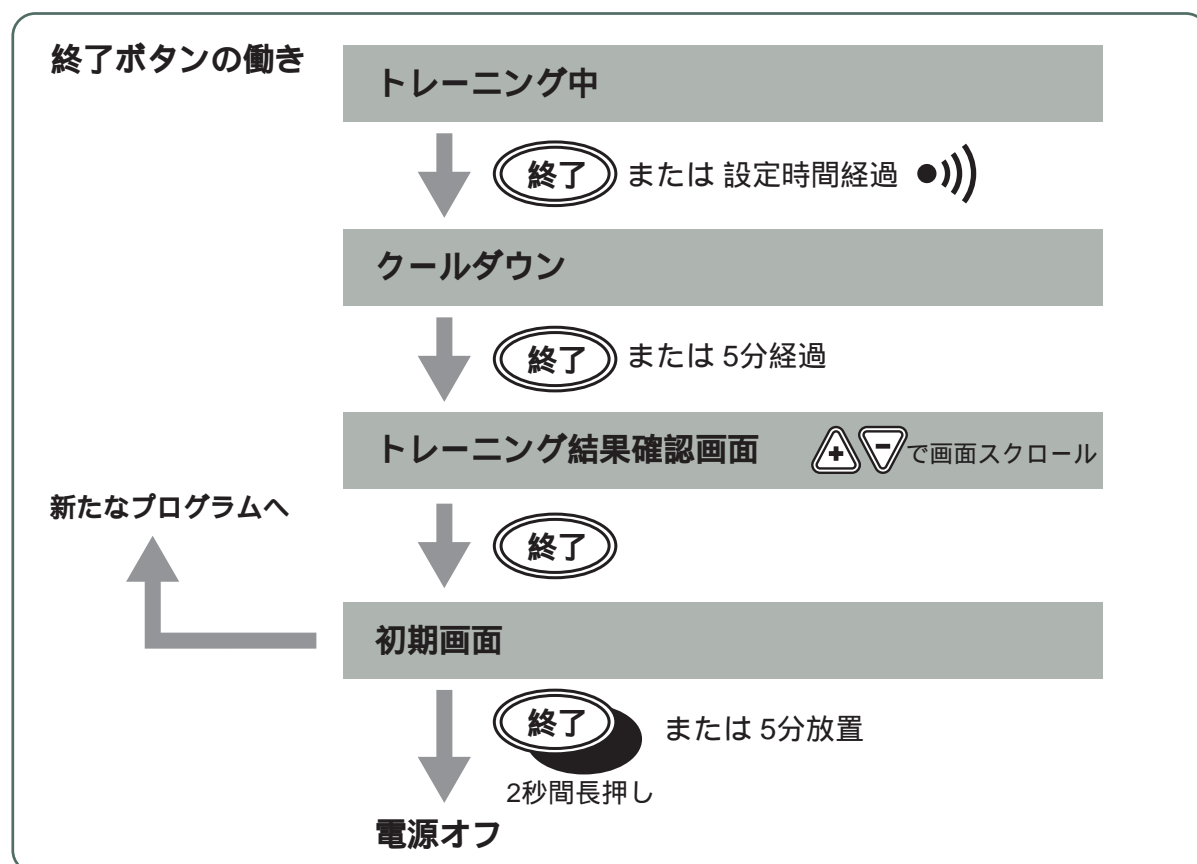 終了ボタンの働き
トレーニング中
終了 または 設定時間経過
クールダウン
終了 または 5分経過
トレーニング結果確認画面 + - で画面スクロール
新たなプログラムへ
終了
初期画面
終了 または 5分放置
2秒間長押し
電源オフ